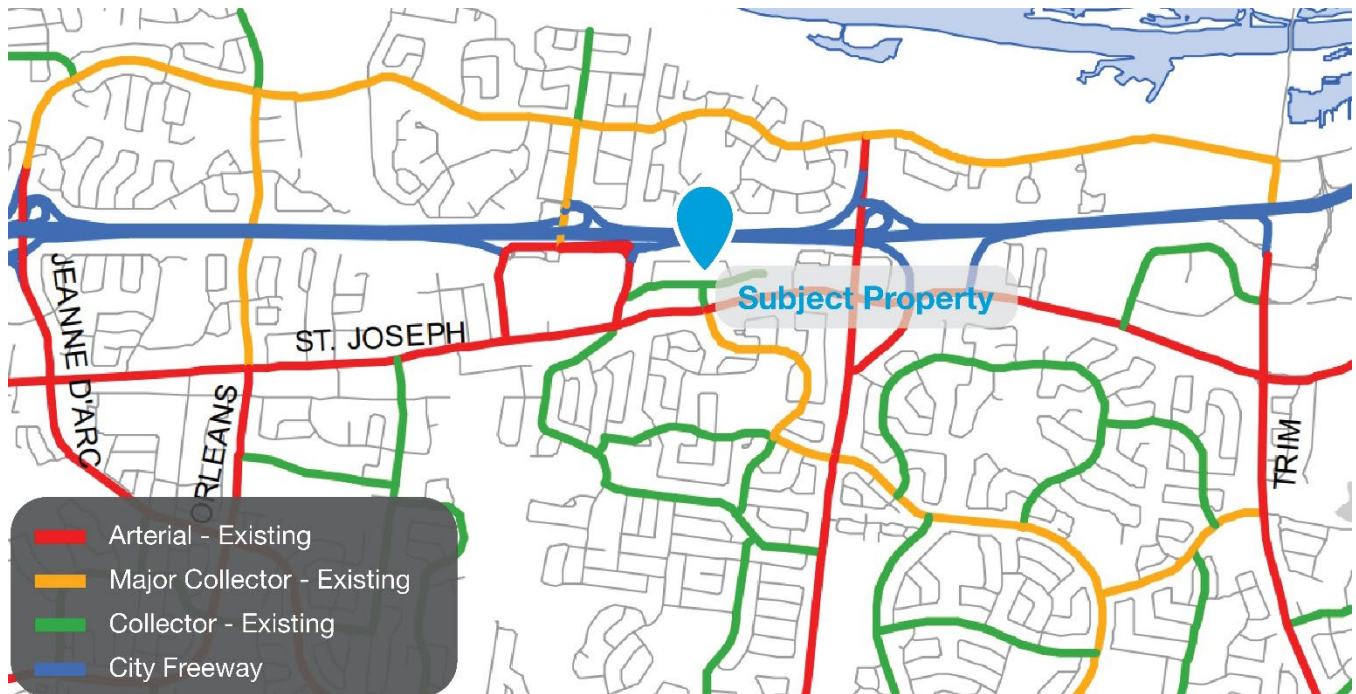 Subject Property
ST. JOSEPH
JEANNE D'ARC
ORLEANS
TRIM
Arterial - Existing
Major Collector - Existing
Collector - Existing
City Freeway